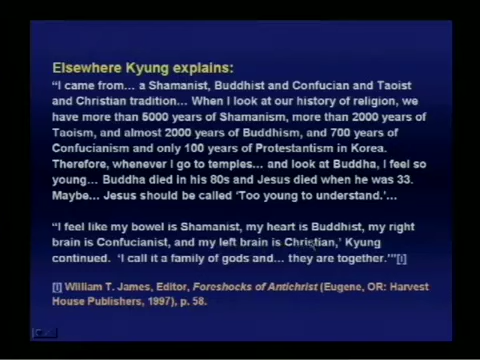 Elsewhere Kyung explains:
“I came from… a Shamanist, Buddhist and Confucian and Taoist
and Christian tradition… When I look at our history of religion, we
have more than 5000 years of Shamanism, more than 2000 years of
Taoism, and almost 2000 years of Buddhism, and 700 years of
Confucianism and only 100 years of Protestantism in Korea.
Therefore, whenever I go to temples… and look at Buddha, I feel so
young… Buddha died in his 80s and Jesus died when he was 33.
Maybe… Jesus should be called ‘Too young to understand.’…
“I feel like my bowel is Shamanist, my heart is Buddhist, my right
brain is Confucianist, and my left brain is Christian,’ Kyung
continued. ‘I call it a family of gods and… they are together.’”[i]
[i] William T. James, Editor, Foreshocks of Antichrist (Eugene, OR: Harvest
House Publishers, 1997), p. 58.